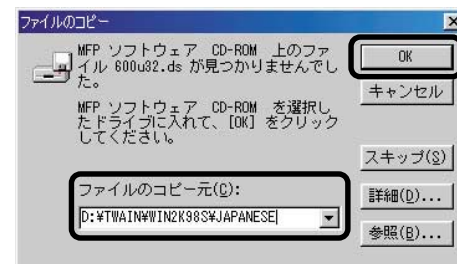 ファイルのコピー
MFP ソフトウェア CD-ROM 上のファ
イル 600u32.ds が見つかりませんでし
た。
MFP ソフトウェア CD-ROM を選択し
たドライブに入れて、[OK] をクリック
してください。
ファイルのコピー元(C):
D:¥TWAIN¥WIN2K98S¥JAPANESE
OK
キャンセル
スキップ(S)
詳細(D)...
参照(B)...